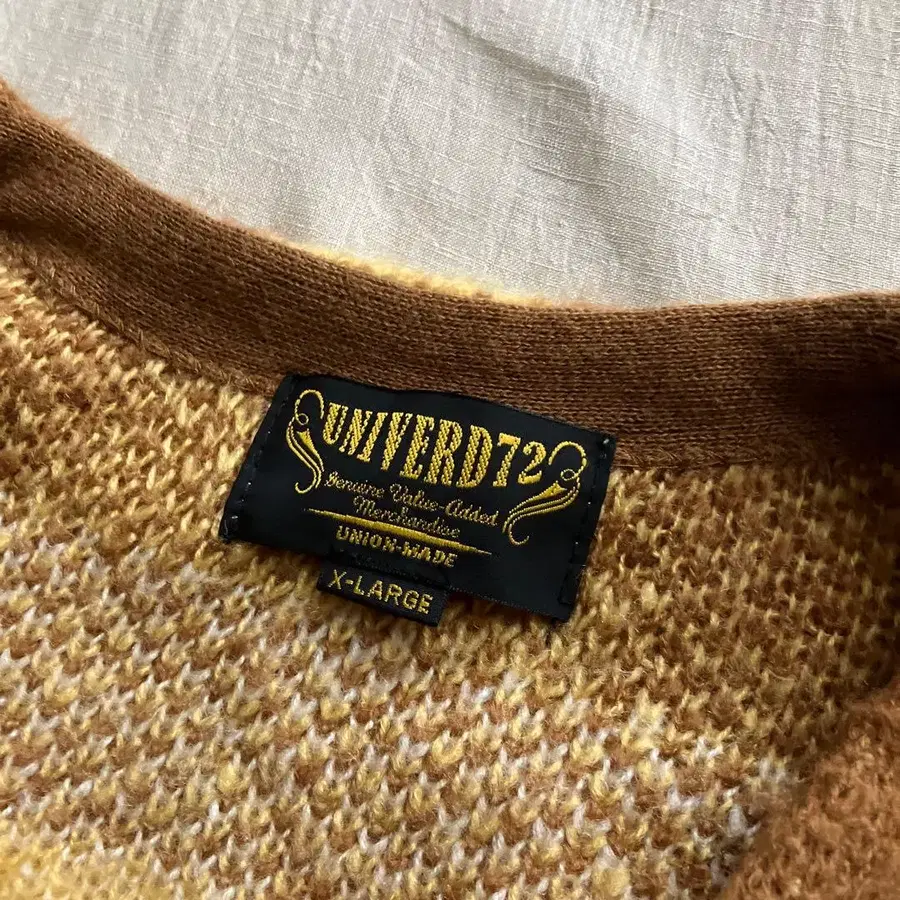 UNIVERD72
Genuine Value-Added
Merchandise
UNION-MADE
X-LARGE